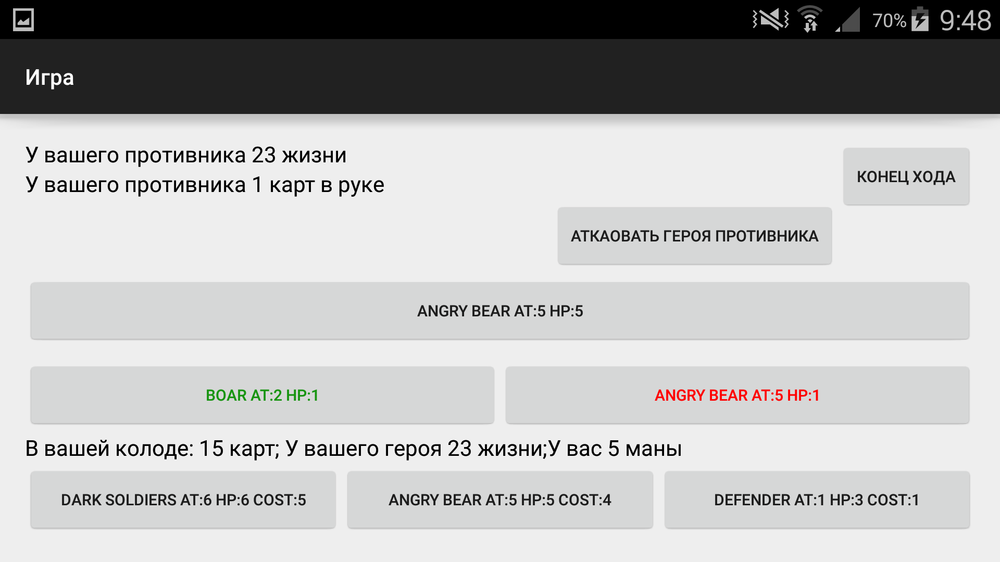 70% 9:48
Игра
У вашего противника 23 жизни
У вашего противника 1 карт в руке
КОНЕЦ ХОДА
АТКАОВАТЬ ГЕРОЯ ПРОТИВНИКА
ANGRY BEAR AT:5 HP:5
BOAR AT:2 HP:1
ANGRY BEAR AT:5 HP:1
В вашей колоде: 15 карт; У вашего героя 23 жизни;У вас 5 маны
DARK SOLDIERS AT:6 HP:6 COST:5
ANGRY BEAR AT:5 HP:5 COST:4
DEFENDER AT:1 HP:3 COST:1